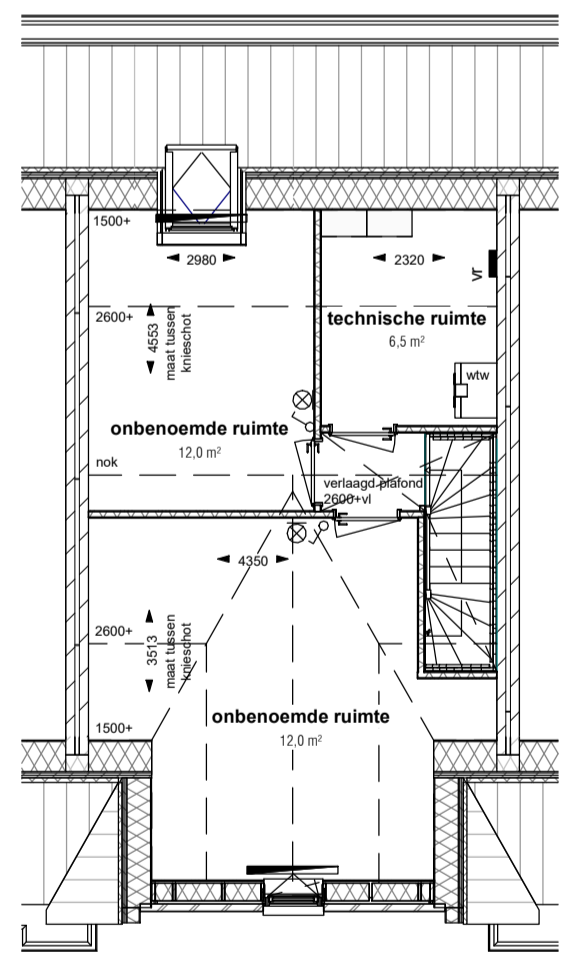 1500+
2980
2320
vr
2600+
4553
maat tussen
knieschot
technische ruimte
6,5 m²
wtw
onbenoemde ruimte
12,0 m²
nok
verlaagd plafond
2600+vl
4350
2600+
3513
maat tussen
knieschot
onbenoemde ruimte
12,0 m²
1500+